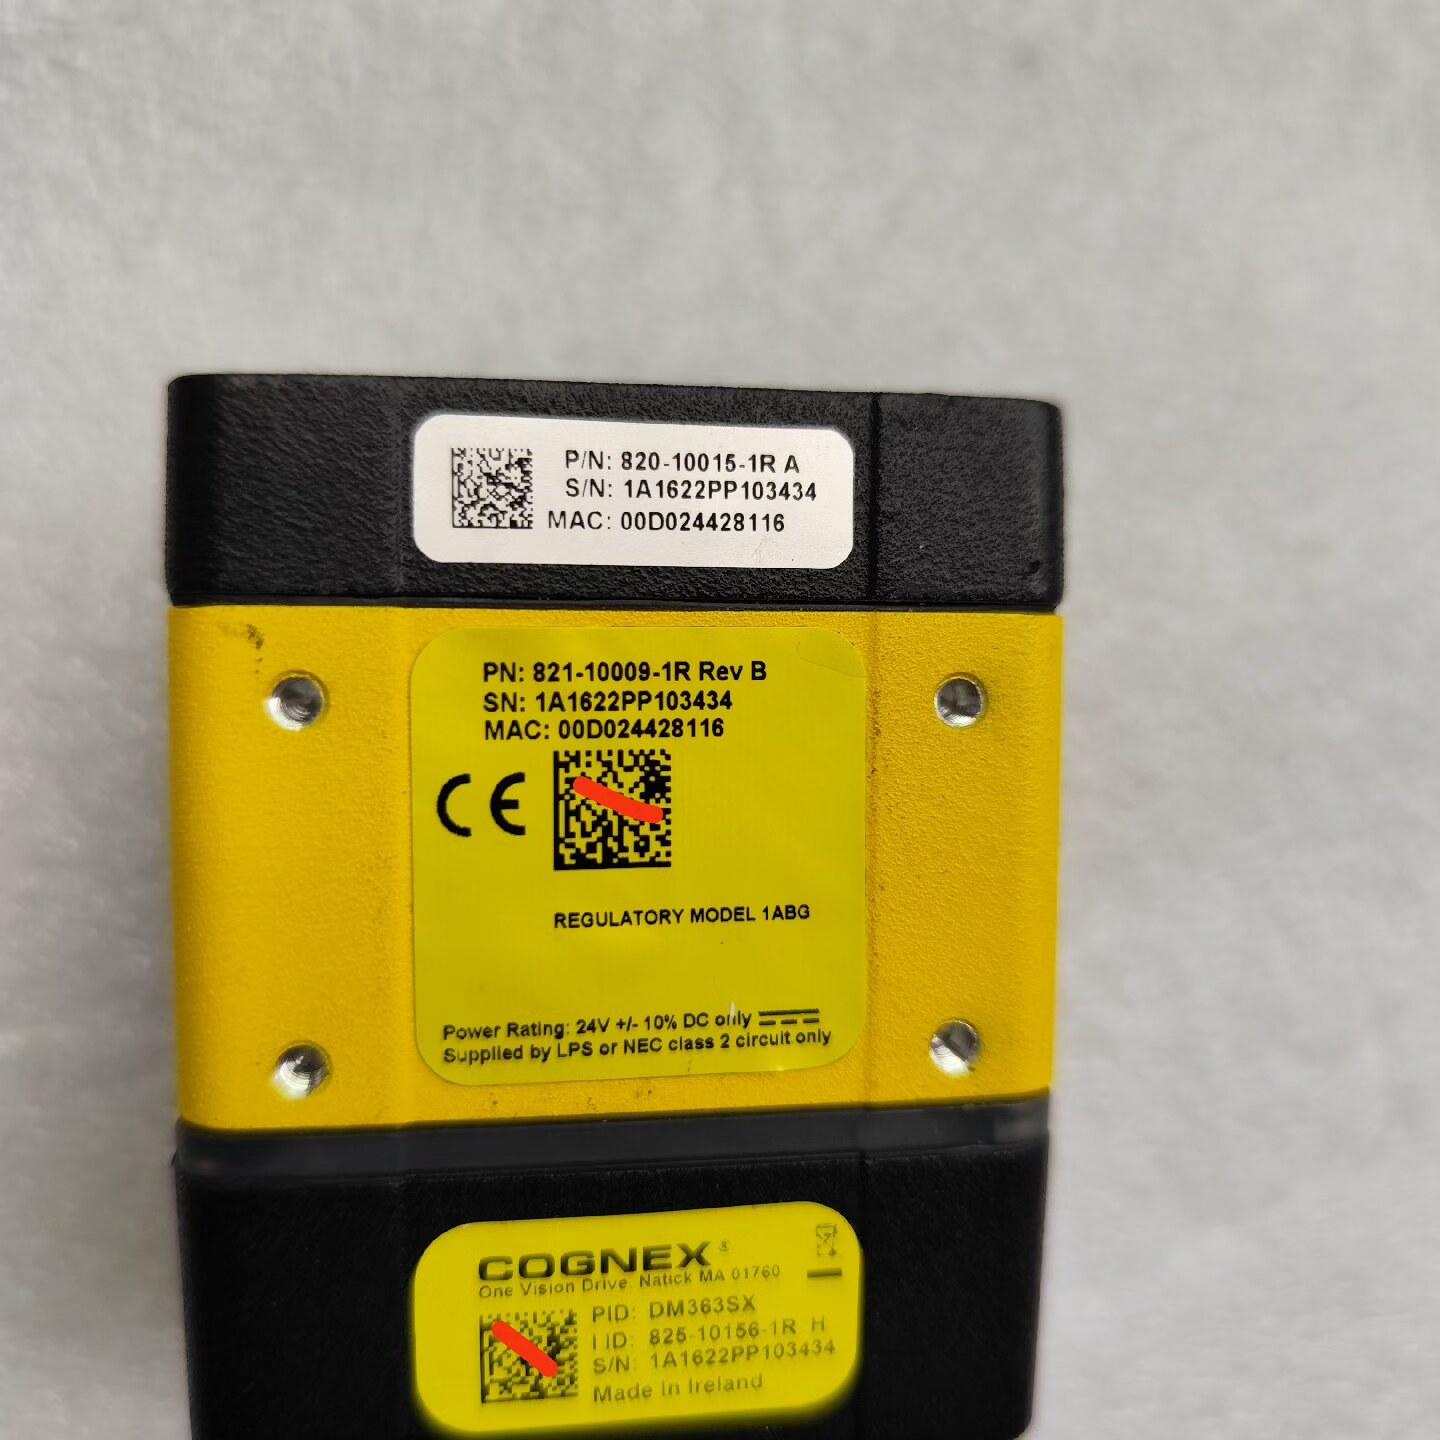 P/N: 820-10015-1R A
S/N: 1A1622PP103434
MAC: 00D024428116
PN: 821-10009-1R Rev B
SN: 1A1622PP103434
MAC: 00D024428116
CE
REGULATORY MODEL 1ABG
Power Rating: 24V +/- 10% DC only
Supplied by LPS or NEC class 2 circuit only
COGNEX®
One Vision Drive, Natick MA 01760
PID: DM363SX
IID: 825-10156-1R H
S/N: 1A1622PP103434
Made in Ireland